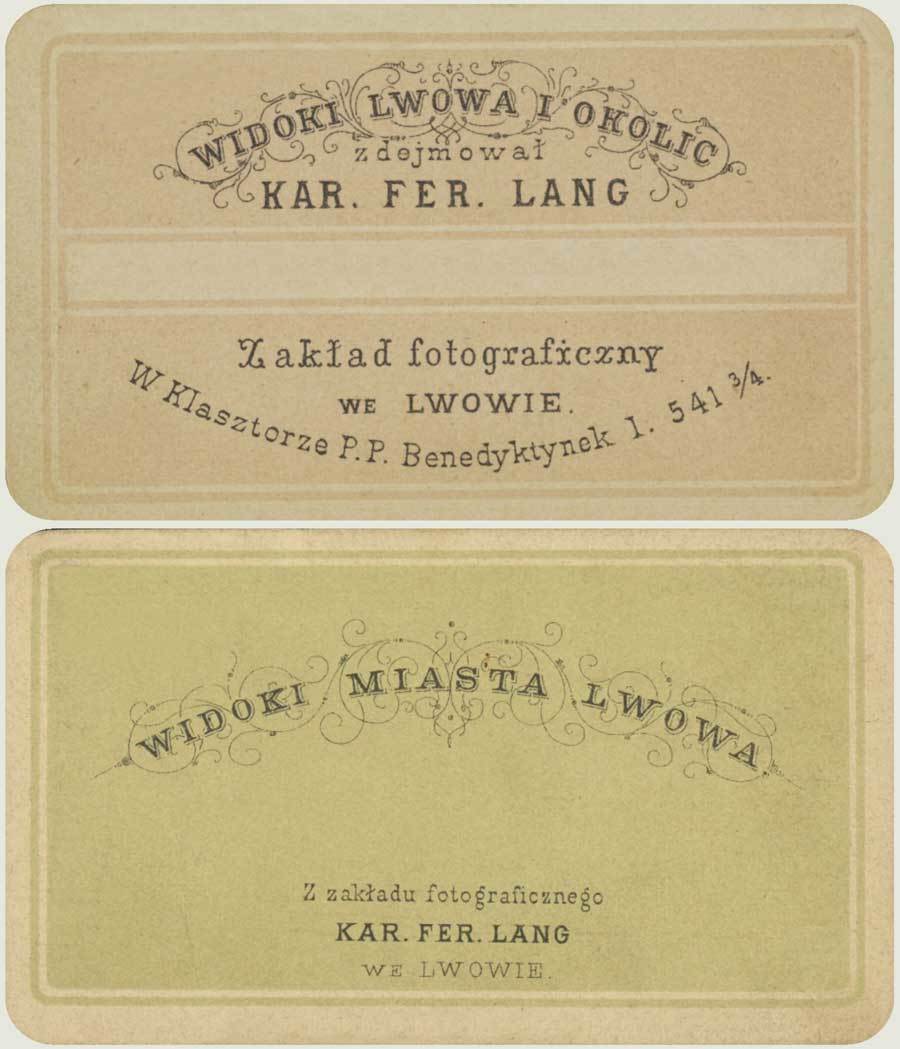 WIDOKI LWOWA I OKOLIC
zdejmował
KAR. FER. LANG
Zakład fotograficzny
WE LWOWIE.
W Klasztorze P.P. Benedyktynek l. 541 3/4.
WIDOKI MIASTA LWOWA
Z zakładu fotograficznego
KAR. FER. LANG
WE LWOWIE.